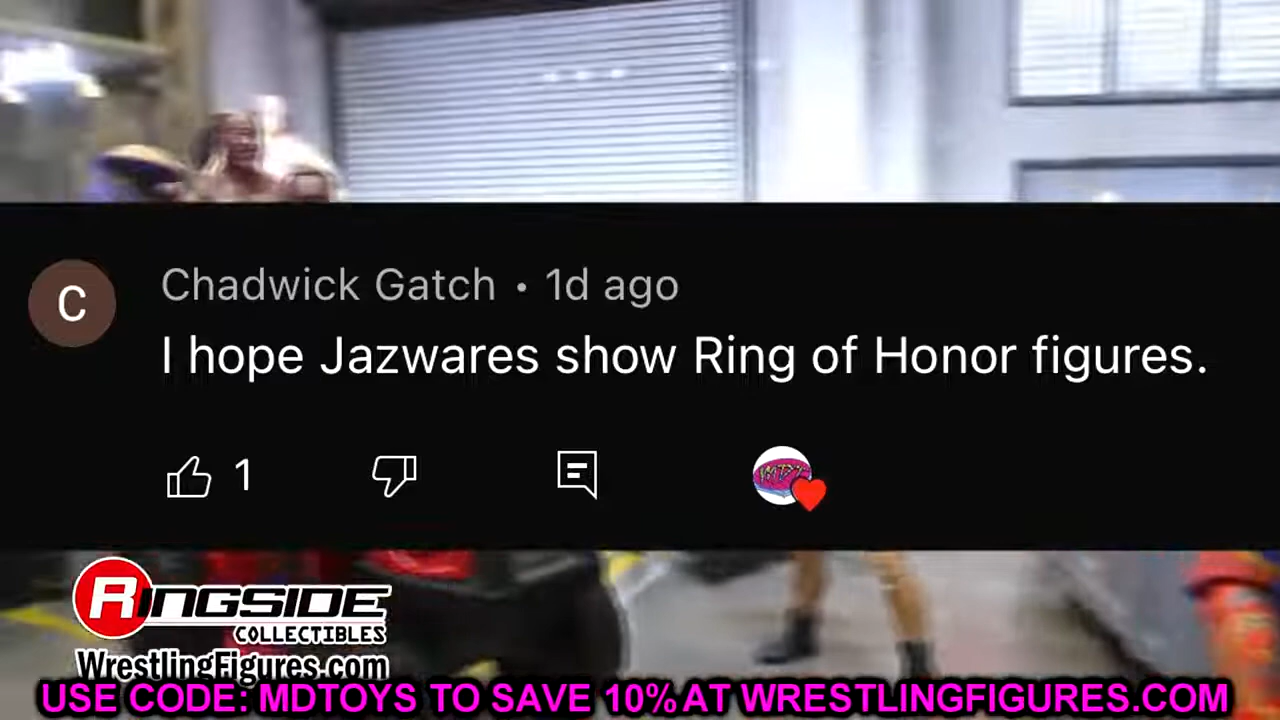 C
Chadwick Gatch • 1d ago
I hope Jazwares show Ring of Honor figures.
1
RINGSIDE
COLLECTIBLES
WrestlingFigures.com
USE CODE: MDTOYS TO SAVE 10% AT WRESTLINGFIGURES.COM